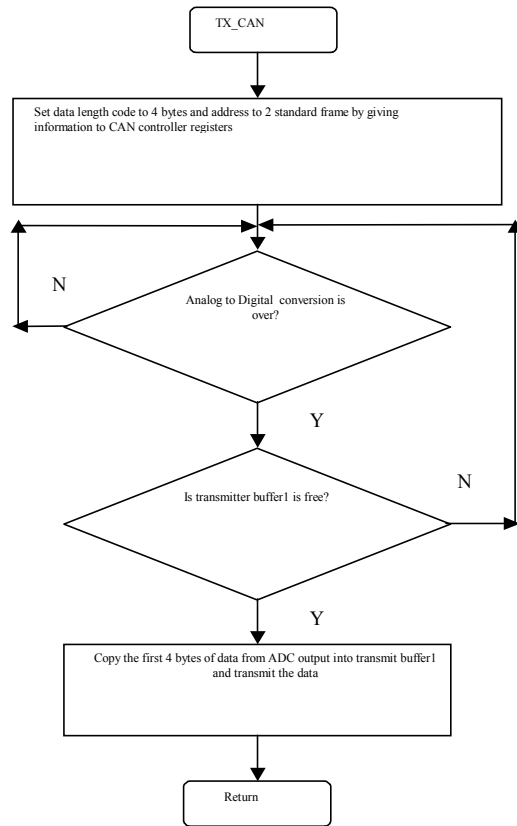 TX_CAN
Set data length code to 4 bytes and address to 2 standard frame by giving
information to CAN controller registers
N
Analog to Digital conversion is
over?
Y
N
Is transmitter buffer1 is free?
Y
Copy the first 4 bytes of data from ADC output into transmit buffer1
and transmit the data
Return